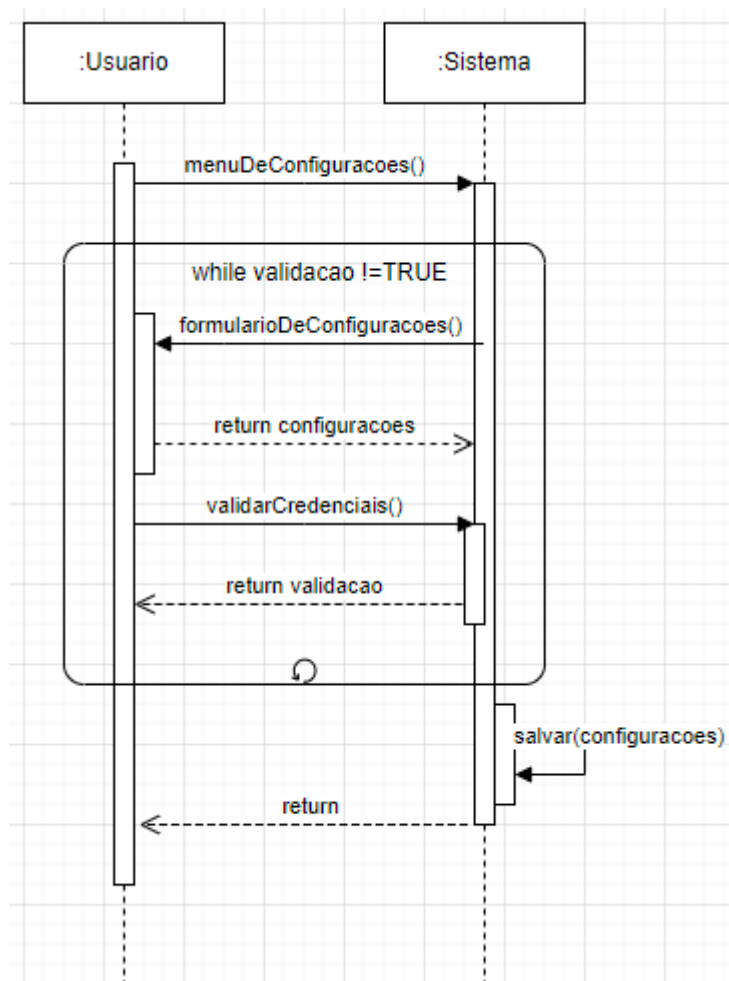 :Usuario
:Sistema
menuDeConfiguracoes()
while validacao !=TRUE
formularioDeConfiguracoes()
return configuracoes
validarCredenciais()
return validacao
salvar(configuracoes)
return